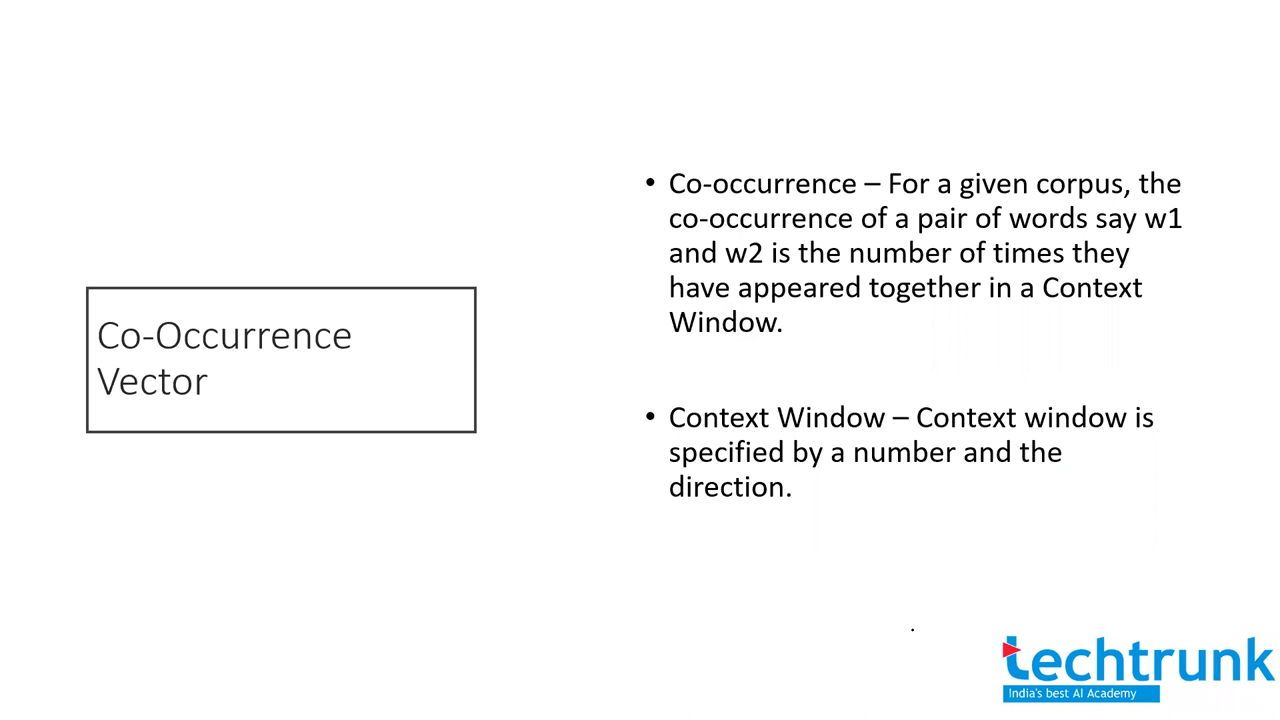 Co-Occurrence
Vector
• Co-occurrence – For a given corpus, the
co-occurrence of a pair of words say w1
and w2 is the number of times they
have appeared together in a Context
Window.
• Context Window – Context window is
specified by a number and the
direction.
.
techtrunk
India's best AI Academy